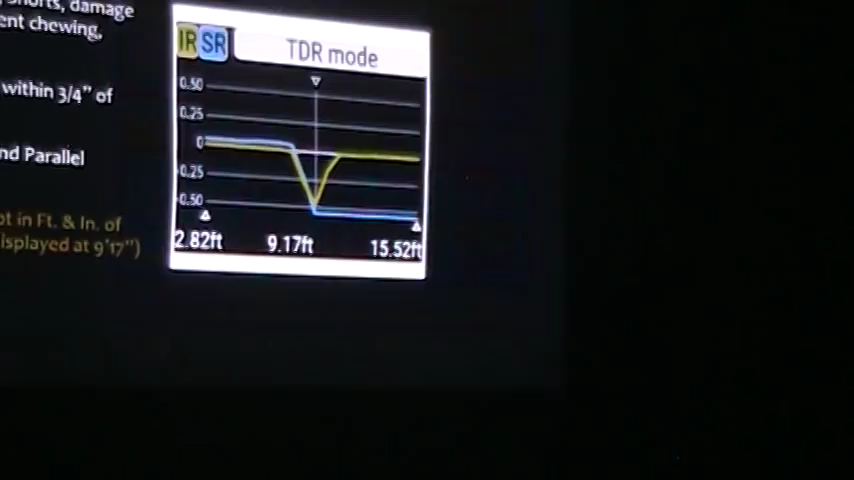 shorts, damage
ent chewing,
within 3/4" of
nd Parallel
ot in Ft. & In. of
isplayed at 9'17")
IR SR TDR mode
0.50
0.25
0
-0.25
-0.50
2.82ft 9.17ft 15.52ft